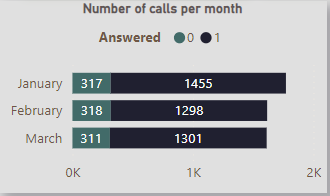 Number of calls per month
Answered 0 1
January 317 1455
February 318 1298
March 311 1301
0K 1K 2K